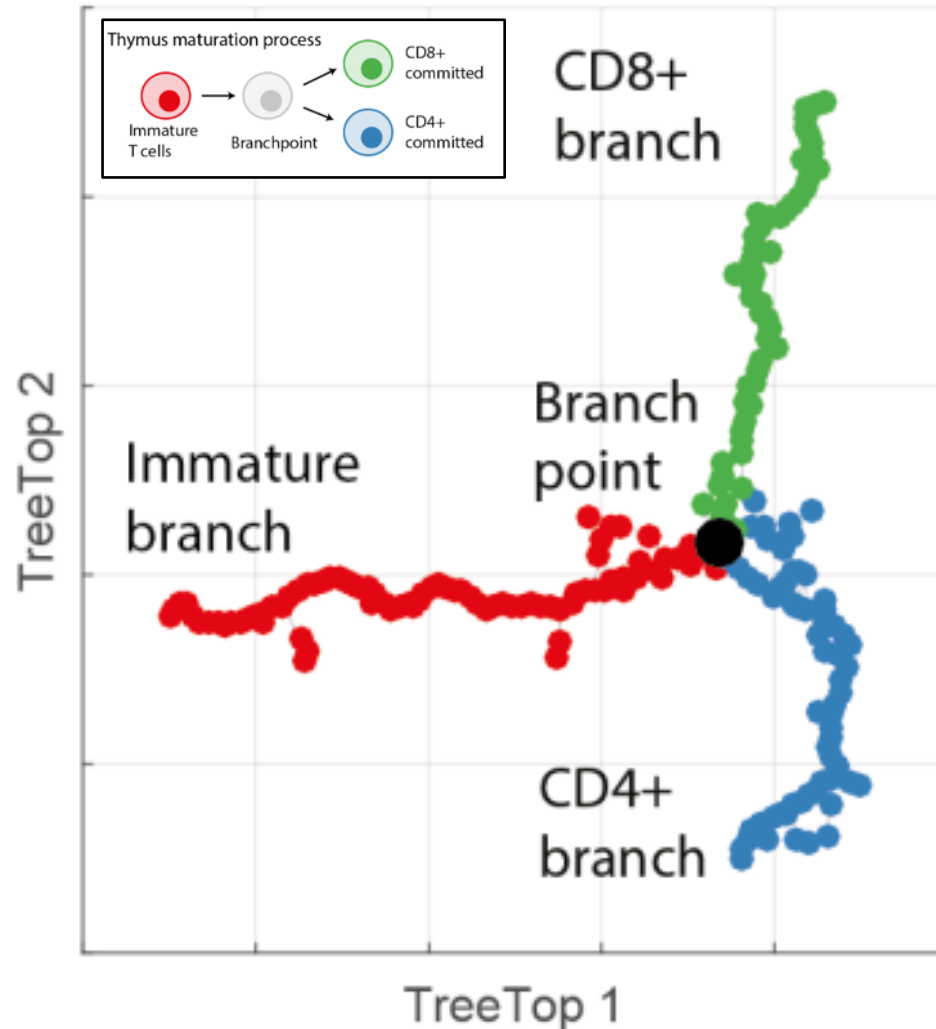 Thymus maturation process
Immature
T cells
Branchpoint
CD8+
committed
CD4+
committed
CD8+
branch
Branch
point
Immature
branch
CD4+
branch
TreeTop 2
TreeTop 1